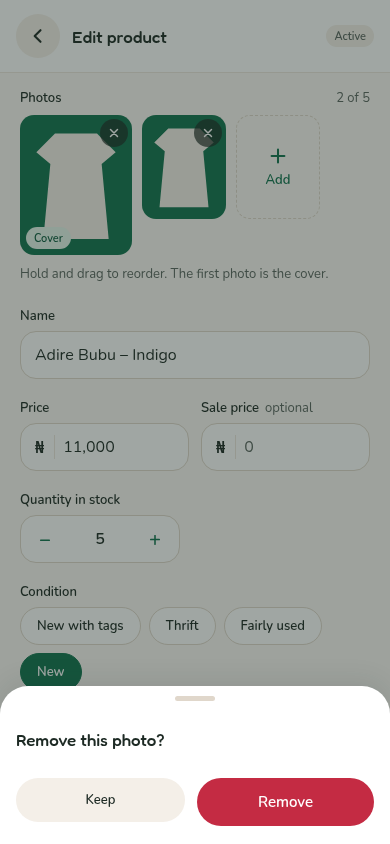 Edit product
Active
Photos
2 of 5
Cover
Add
Hold and drag to reorder. The first photo is the cover.
Name
Adire Bubu – Indigo
Price
Sale price optional
₦ 11,000
₦ 0
Quantity in stock
− 5 +
Condition
New with tags
Thrift
Fairly used
New
Remove this photo?
Keep
Remove